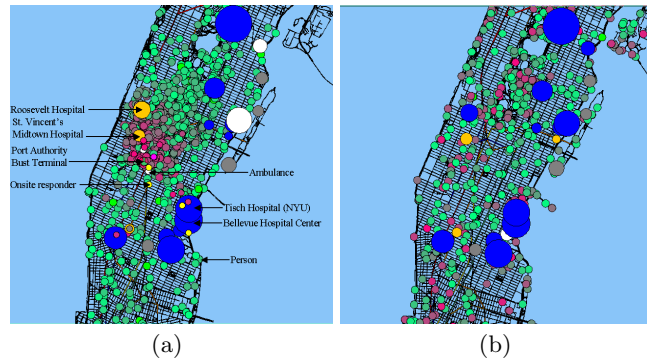 Roosevelt Hospital
St. Vincent's
Midtown Hospital
Port Authority
Bust Terminal
Ambulance
Onsite responder
Tisch Hospital (NYU)
Bellevue Hospital Center
Person
(a)
(b)